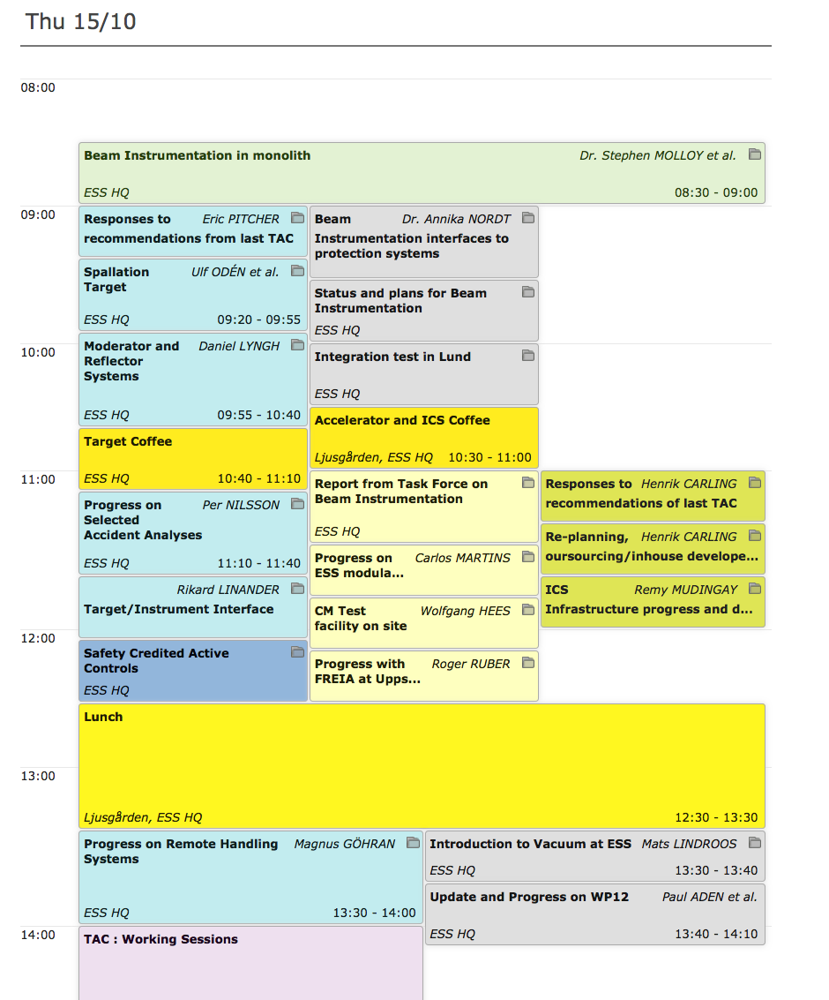 Thu 15/10
08:00
Beam Instrumentation in monolith Dr. Stephen MOLLOY et al.
ESS HQ 08:30 - 09:00
09:00
Responses to Eric PITCHER
recommendations from last TAC
Spallation Ulf ODÉN et al.
Target
ESS HQ 09:20 - 09:55
10:00
Moderator and Daniel LYNGH
Reflector
Systems
ESS HQ 09:55 - 10:40
Target Coffee
ESS HQ 10:40 - 11:10
11:00
Progress on Per NILSSON
Selected
Accident Analyses
ESS HQ 11:10 - 11:40
Rikard LINANDER
Target/Instrument Interface
12:00
Safety Credited Active
Controls
ESS HQ
Beam Dr. Annika NORDT
Instrumentation interfaces to
protection systems
Status and plans for Beam
Instrumentation
ESS HQ
Integration test in Lund
ESS HQ
Accelerator and ICS Coffee
Ljusgården, ESS HQ 10:30 - 11:00
Report from Task Force on
Beam Instrumentation
ESS HQ
Progress on Carlos MARTINS
ESS modula...
CM Test Wolfgang HEES
facility on site
Progress with Roger RUBER
FREIA at Upps...
Responses to Henrik CARLING
recommendations of last TAC
Re-planning, Henrik CARLING
oursourcing/inhouse develope...
ICS Remy MUDINGAY
Infrastructure progress and d...
Lunch
13:00
Ljusgården, ESS HQ 12:30 - 13:30
Progress on Remote Handling Magnus GÖHRAN
Systems
ESS HQ 13:30 - 14:00
Introduction to Vacuum at ESS Mats LINDROOS
ESS HQ 13:30 - 13:40
Update and Progress on WP12 Paul ADEN et al.
ESS HQ 13:40 - 14:10
14:00
TAC : Working Sessions